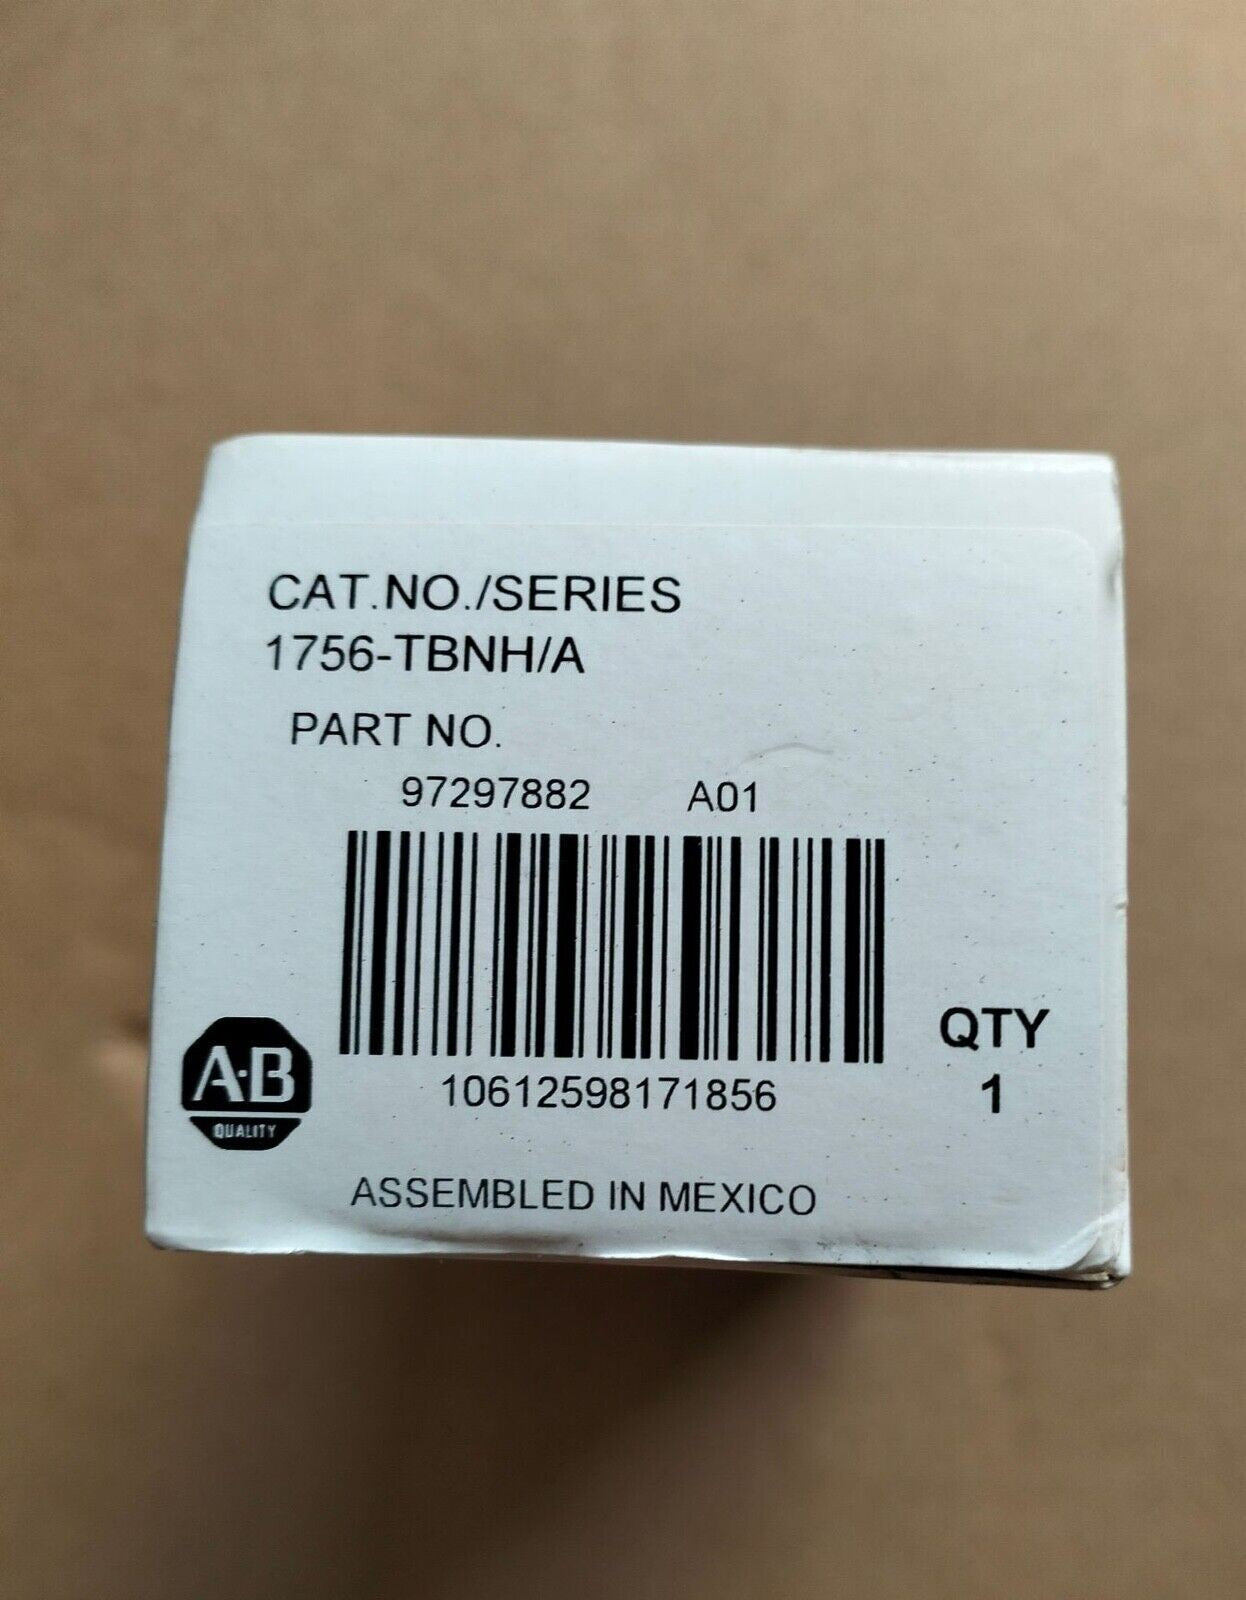 CAT.NO./SERIES
1756-TBNH/A
PART NO.
97297882 A01
10612598171856
QTY
1
A·B
QUALITY
ASSEMBLED IN MEXICO